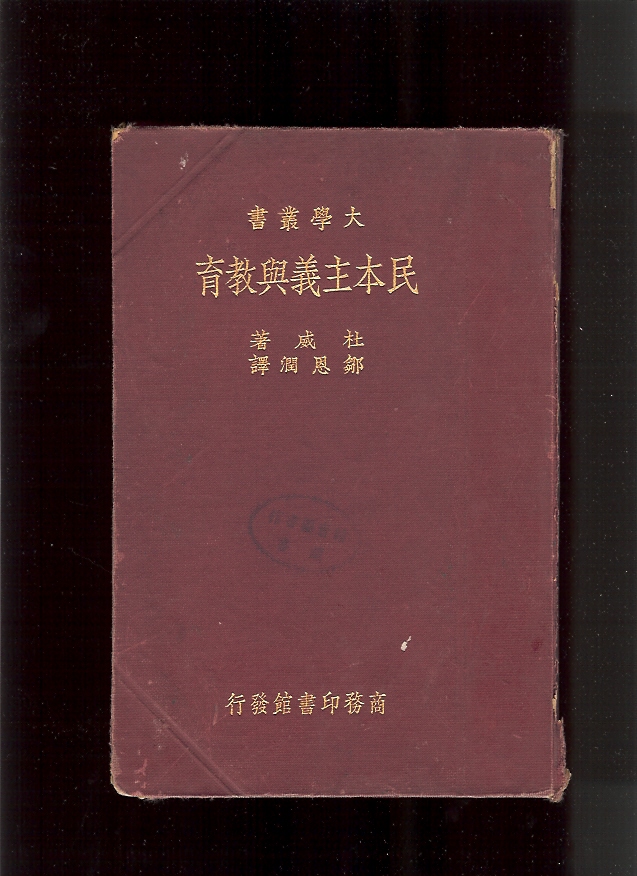 大學叢書
民本主義與教育
杜威著
鄒恩潤譯
商務印書館發行